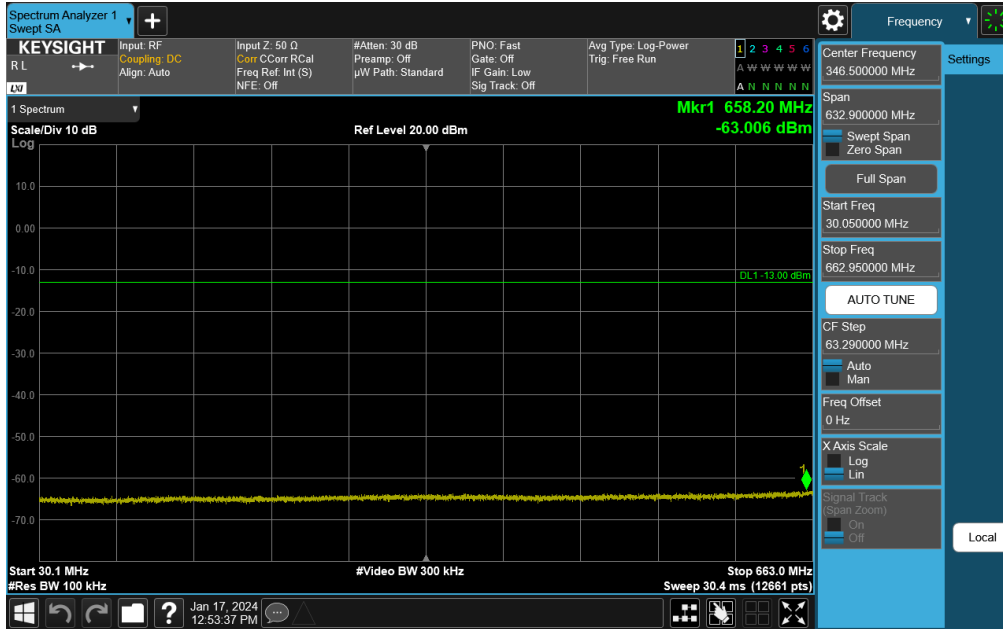 Spectrum Analyzer 1
Swept SA
+
Frequency
KEYSIGHT
R L
LXI
Input: RF
Coupling: DC
Align: Auto
Input Z: 50 Ω
Corr CCorr RCal
Freq Ref: Int (S)
NFE: Off
#Atten: 30 dB
Preamp: Off
µW Path: Standard
PNO: Fast
Gate: Off
IF Gain: Low
Sig Track: Off
Avg Type: Log-Power
Trig: Free Run
1 2 3 4 5 6
A W W W W W
A N N N N N
1 Spectrum
Scale/Div 10 dB
Log
Ref Level 20.00 dBm
Mkr1 658.20 MHz
-63.006 dBm
10.0
0.00
-10.0
DL1 -13.00 dBm
-20.0
-30.0
-40.0
-50.0
-60.0
1
-70.0
Start 30.1 MHz
#Res BW 100 kHz
#Video BW 300 kHz
Stop 663.0 MHz
Sweep 30.4 ms (12661 pts)
?
Jan 17, 2024
12:53:37 PM
Center Frequency
346.500000 MHz
Span
632.900000 MHz
Swept Span
Zero Span
Full Span
Start Freq
30.050000 MHz
Stop Freq
662.950000 MHz
AUTO TUNE
CF Step
63.290000 MHz
Auto
Man
Freq Offset
0 Hz
X Axis Scale
Log
Lin
Signal Track
(Span Zoom)
On
Off
Settings
Local